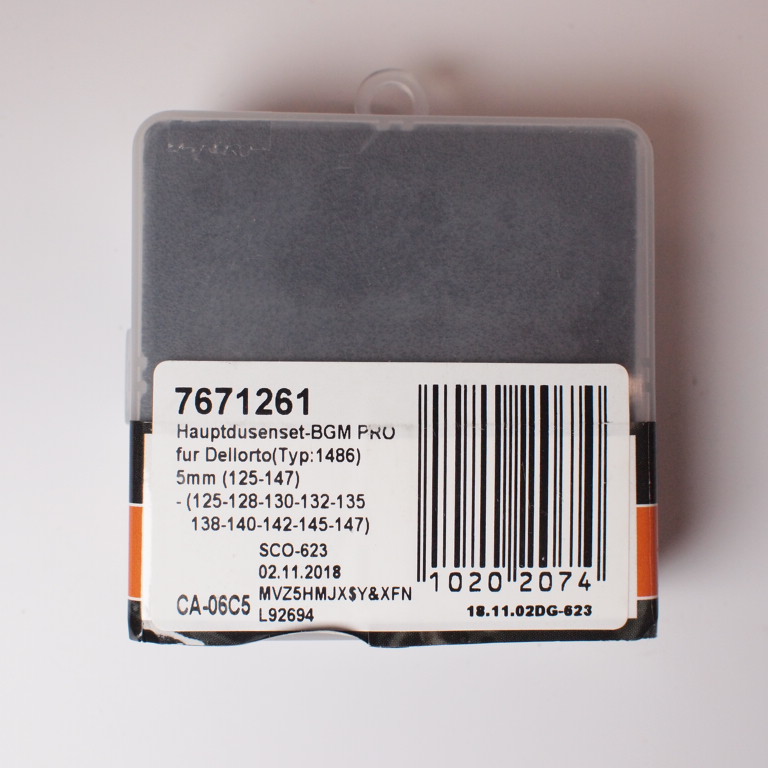 7671261
Hauptdusenset-BGM PRO
fur Dellorto(Typ:1486)
5mm (125-147)
- (125-128-130-132-135
138-140-142-145-147)
SCO-623
02.11.2018
MVZ5HMJX$Y&XFN
CA-06C5 L92694
1020 2074
18.11.02DG-623